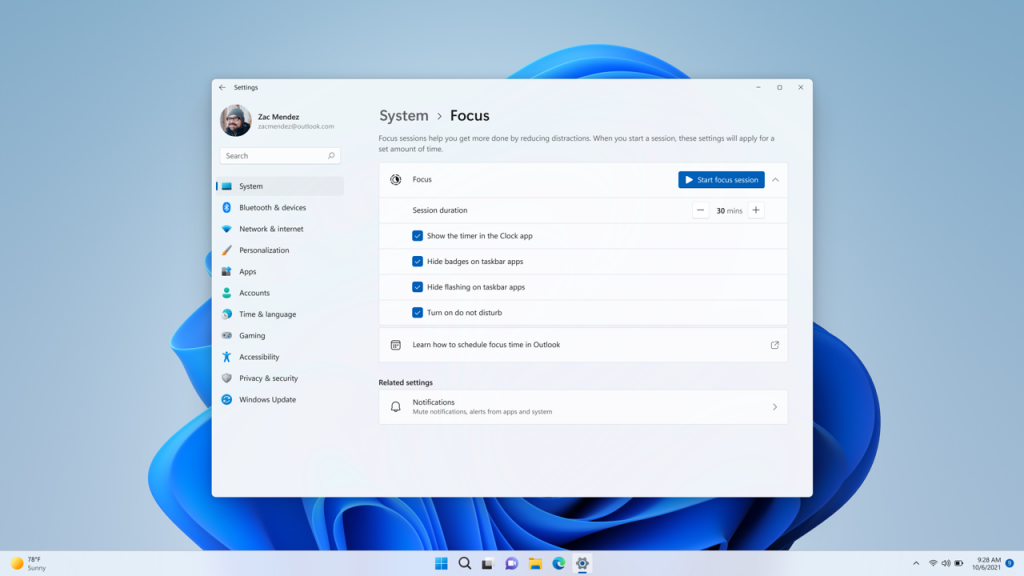 Settings
Zac Mendez
zacmendez@outlook.com
Search
System
Bluetooth & devices
Network & internet
Personalization
Apps
Accounts
Time & language
Gaming
Accessibility
Privacy & security
Windows Update
System › Focus
Focus sessions help you get more done by reducing distractions. When you start a session, these settings will apply for a
set amount of time.
Focus
Start focus session
Session duration
30 mins
Show the timer in the Clock app
Hide badges on taskbar apps
Hide flashing on taskbar apps
Turn on do not disturb
Learn how to schedule focus time in Outlook
Related settings
Notifications
Mute notifications, alerts from apps and system
78°F
Sunny
9:28 AM
10/6/2021
9